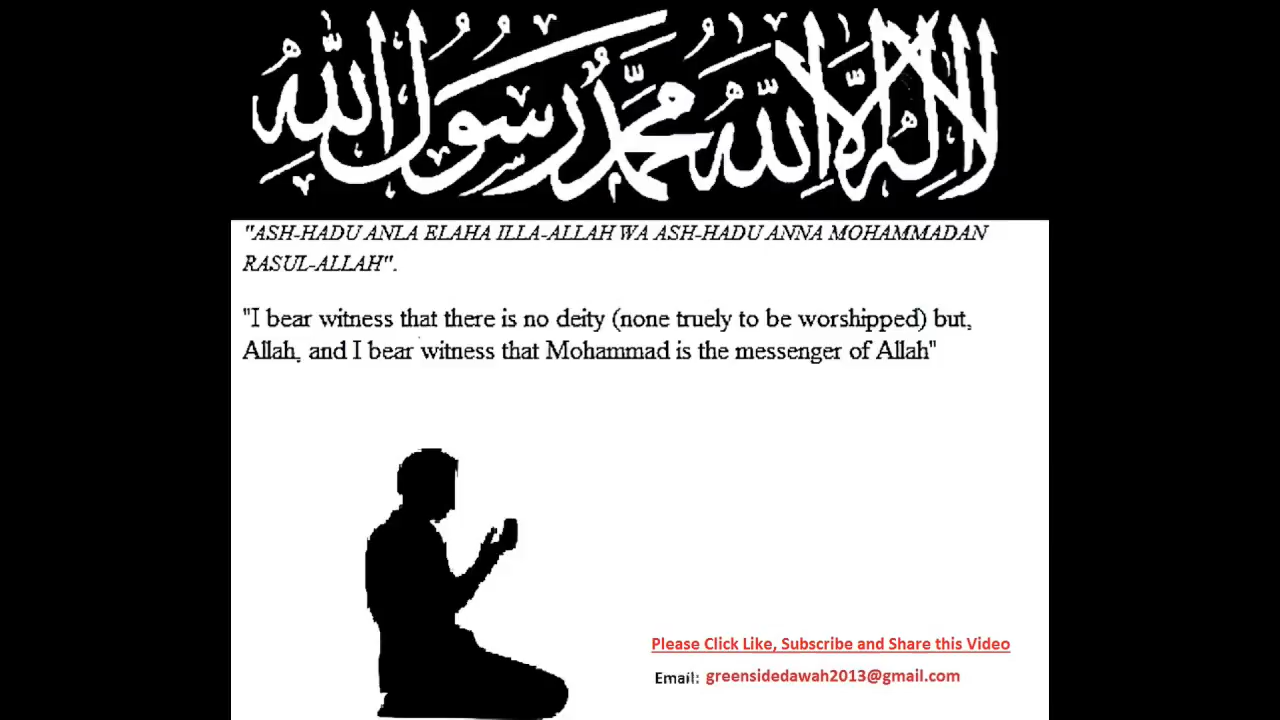 لا إله إلا الله محمد رسول الله
"ASH-HADU ANLA ELAHA ILLA-ALLAH WA ASH-HADU ANNA MOHAMMADAN
RASUL-ALLAH".
"I bear witness that there is no deity (none truely to be worshipped) but,
Allah, and I bear witness that Mohammad is the messenger of Allah"
Please Click Like, Subscribe and Share this Video
Email: greensidedawah2013@gmail.com